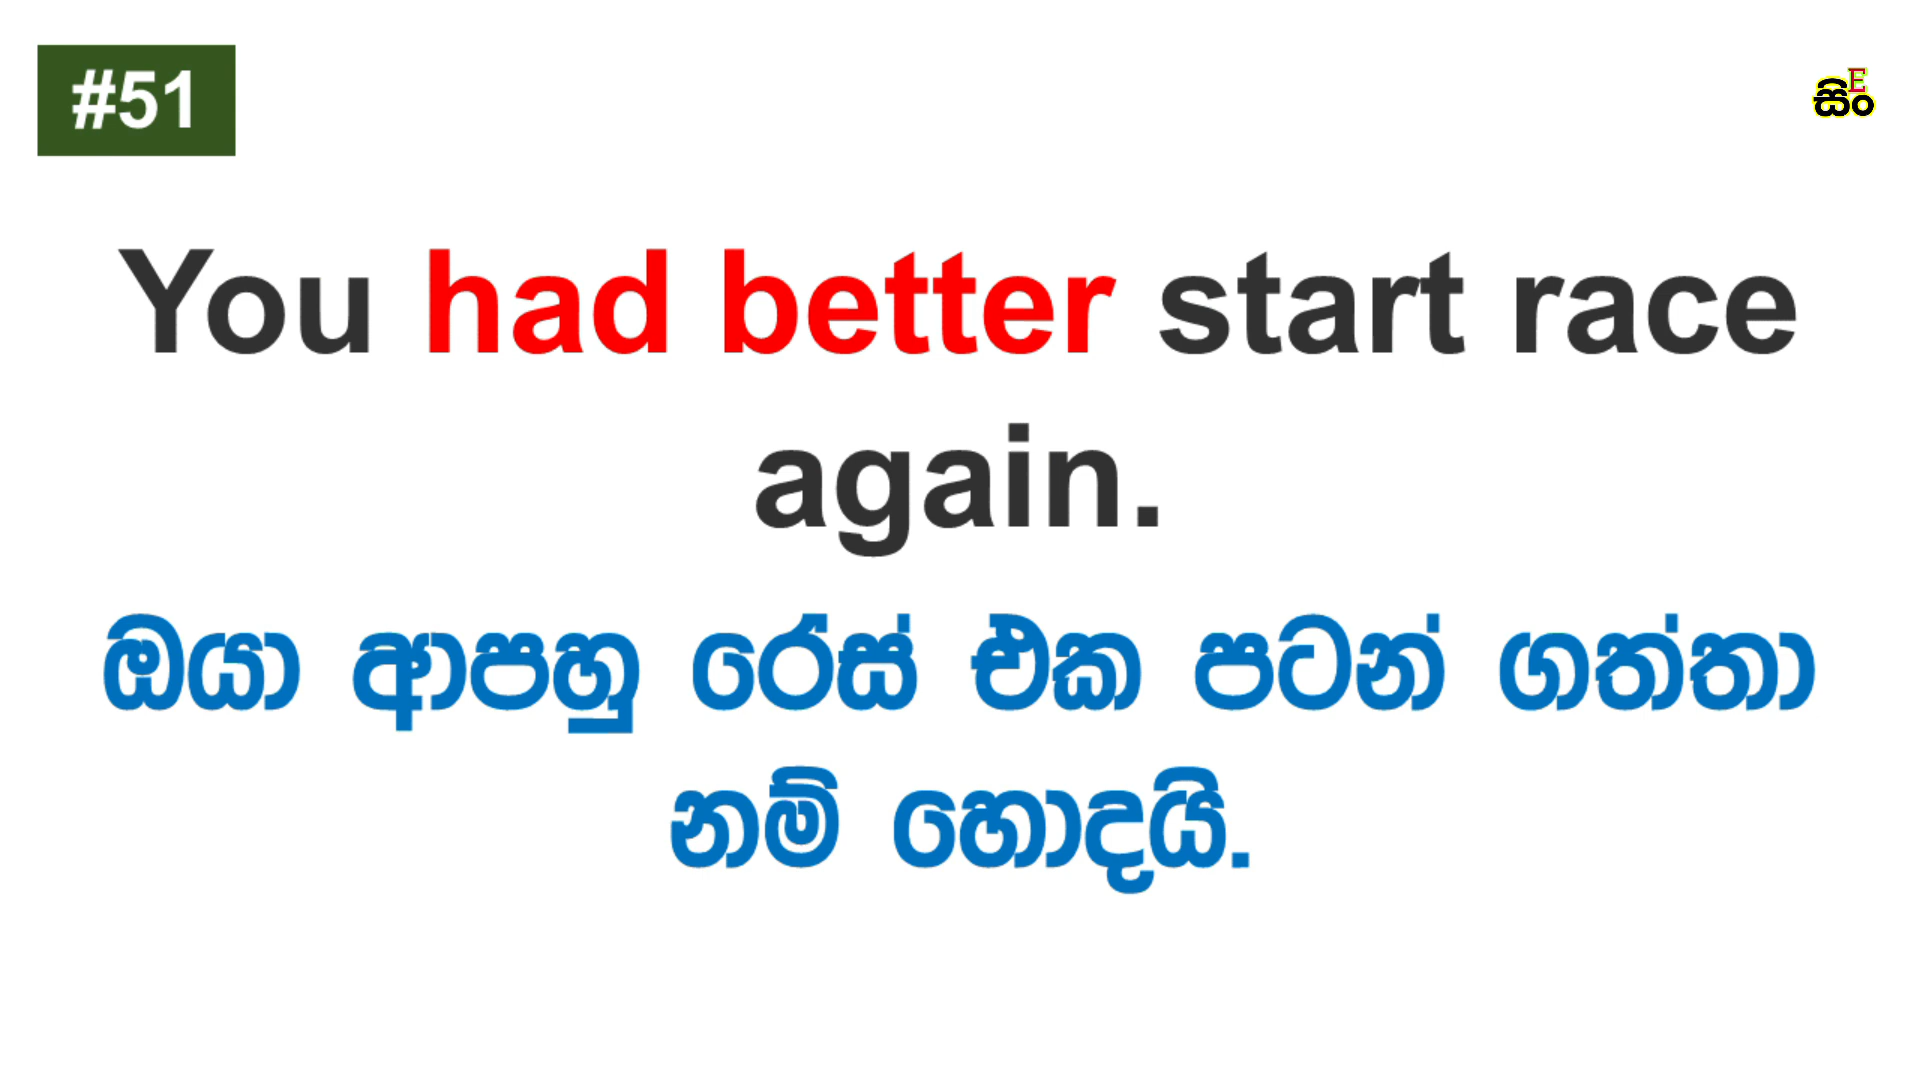 #51
සිංE
You had better start race
again.
ඔයා ආපහු රේස් එක පටන් ගත්තා
නම් හොදයි.